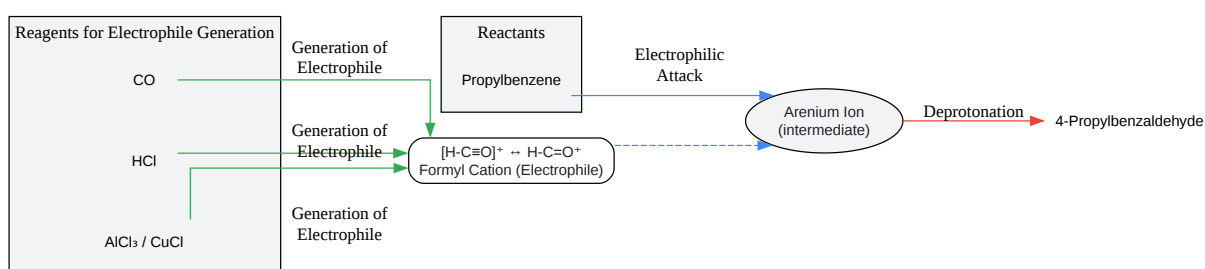 Reagents for Electrophile Generation
CO
HCl
AlCl₃ / CuCl
Generation of
Electrophile
Generation of
Electrophile
Generation of
Electrophile
Reactants
Propylbenzene
[H-C≡O]⁺ ↔ H-C=O⁺
Formyl Cation (Electrophile)
Electrophilic
Attack
Arenium Ion
(intermediate)
Deprotonation
4-Propylbenzaldehyde